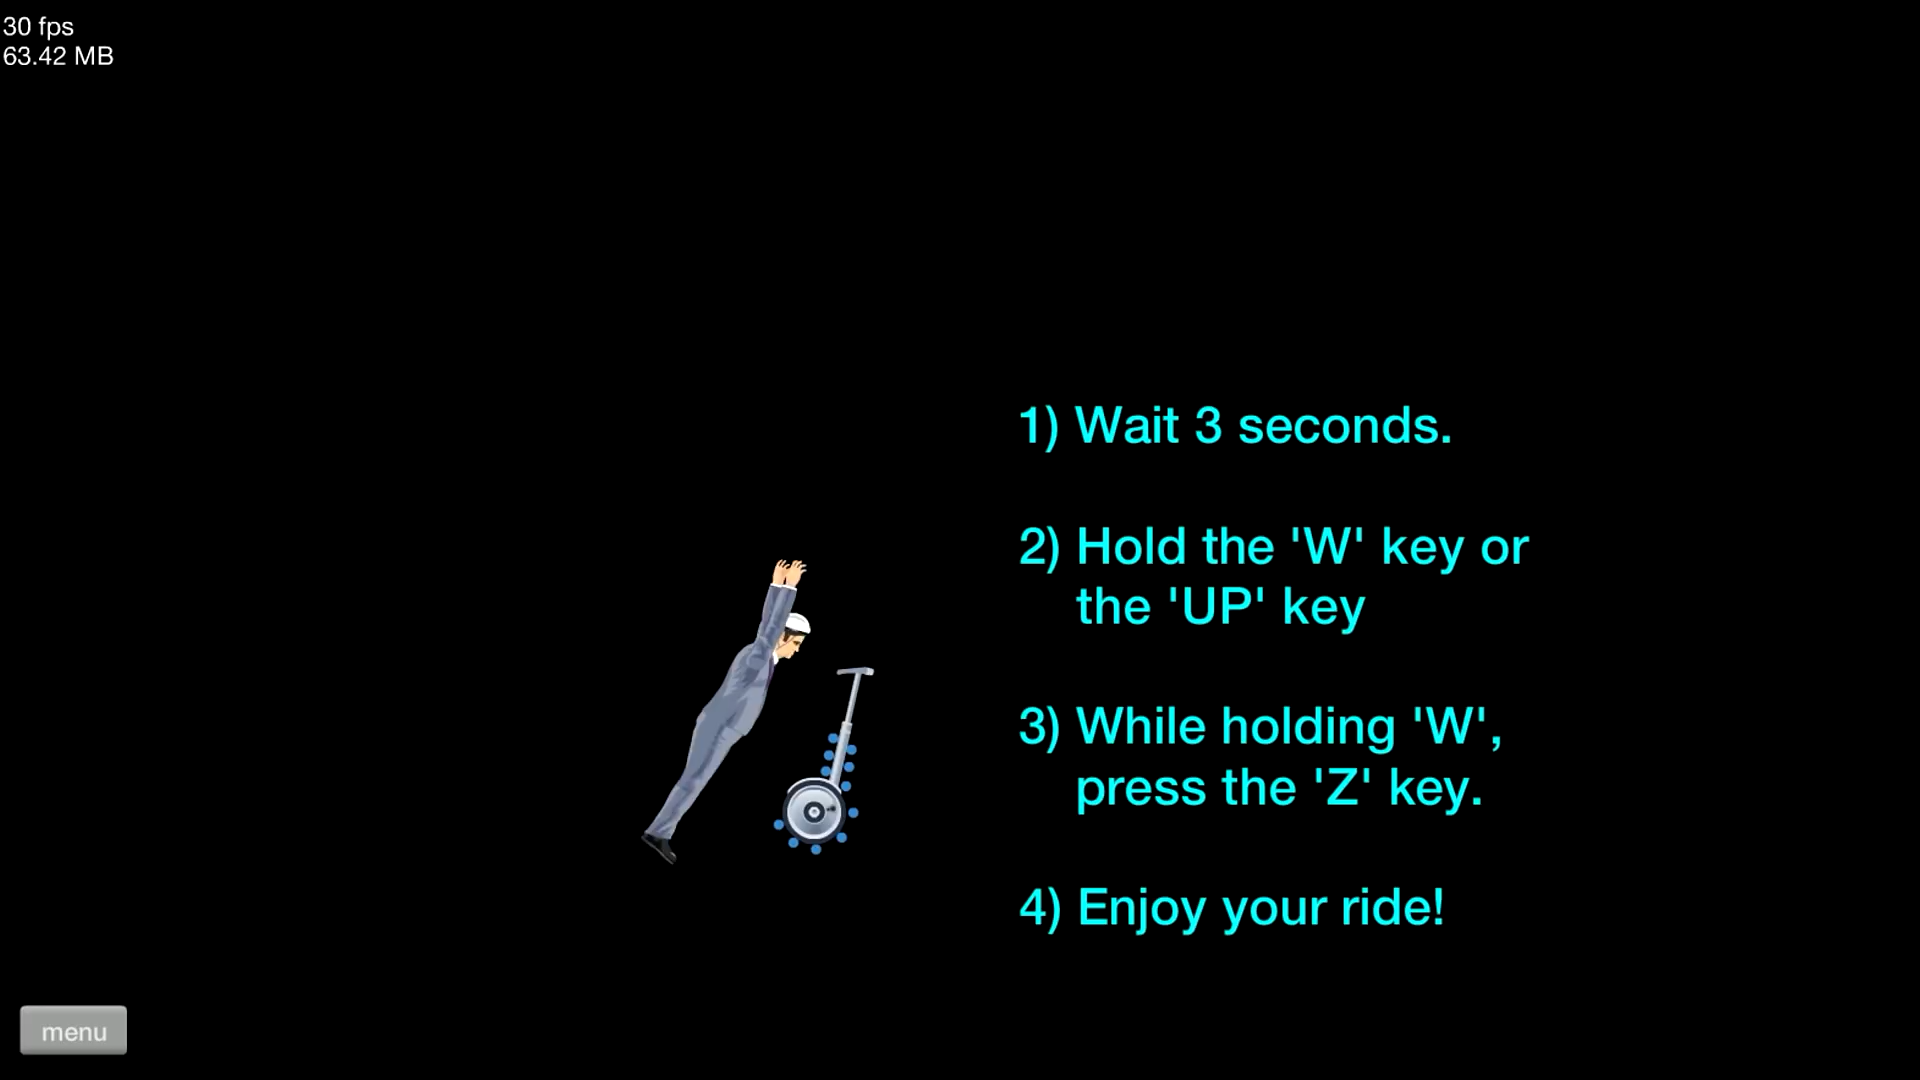 30 fps
63.42 MB
1) Wait 3 seconds.
2) Hold the 'W' key or
the 'UP' key
3) While holding 'W',
press the 'Z' key.
4) Enjoy your ride!
menu